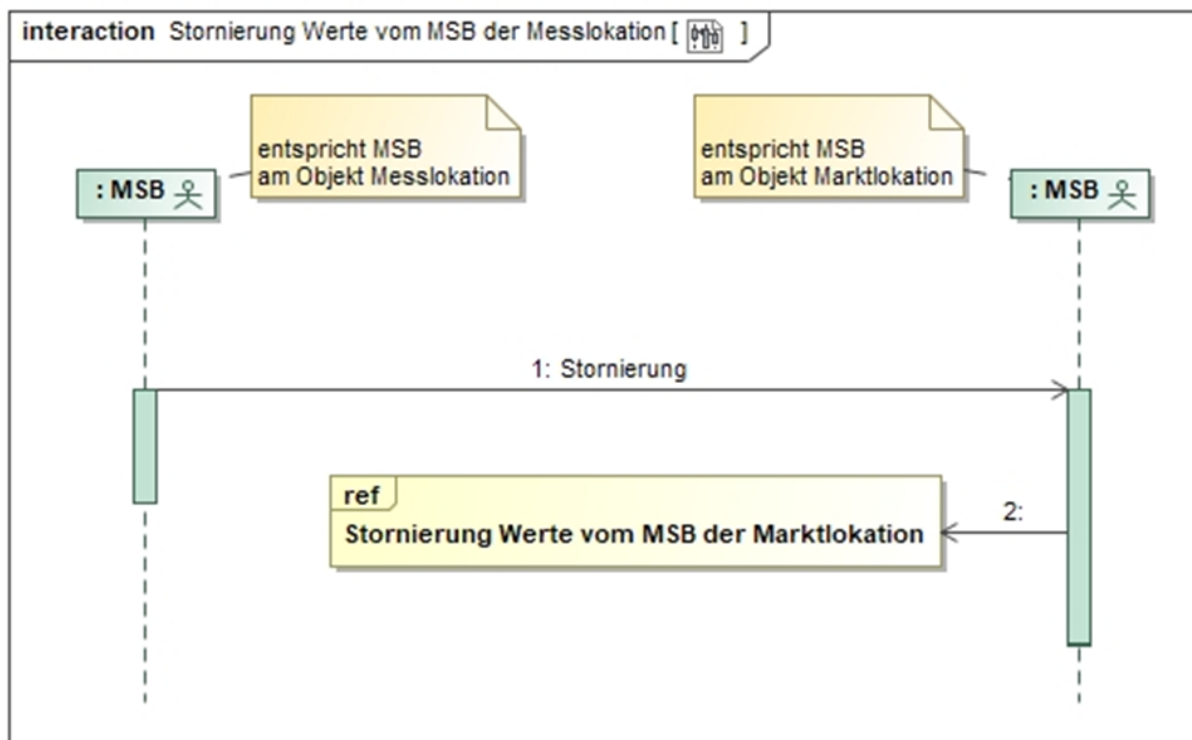 interaction Stornierung Werte vom MSB der Messlokation [ ]
entspricht MSB
am Objekt Messlokation
entspricht MSB
am Objekt Marktlokation
: MSB
: MSB
1: Stornierung
ref
Stornierung Werte vom MSB der Marktlokation
2: